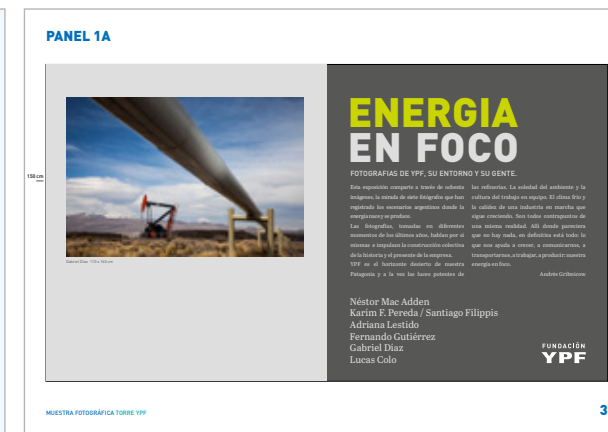 PANEL 1A
150 cm
Gabriel Díaz 110 x 165 cm
ENERGIA
EN FOCO
FOTOGRAFIAS DE YPF, SU ENTORNO Y SU GENTE.
Esta exposición comparte a través de ochenta
imágenes, la mirada de siete fotógrafos que han
registrado los escenarios argentinos donde la
energía nace y se produce.
Las fotografías, tomadas en diferentes
momentos de los últimos años, hablan por sí
mismas e impulsan la construcción colectiva
de la historia y el presente de la empresa.
YPF es el horizonte desierto de nuestra
Patagonia y a la vez las luces potentes de
las refinerías. La soledad del ambiente y la
cultura del trabajo en equipo. El clima frío y
la calidez de una industria en marcha que
sigue creciendo. Son todos contrapuntos de
una misma realidad. Allí donde pareciera
que no hay nada, en definitiva está todo: lo
que nos ayuda a crecer, a comunicarnos, a
transportarnos, a trabajar, a producir: nuestra
energía en foco.
Néstor Mac Adden
Karim F. Pereda / Santiago Filippis
Adriana Lestido
Fernando Gutiérrez
Gabriel Díaz
Lucas Colo
FUNDACIÓN
YPF
MUESTRA FOTOGRÁFICA TORRE YPF
3